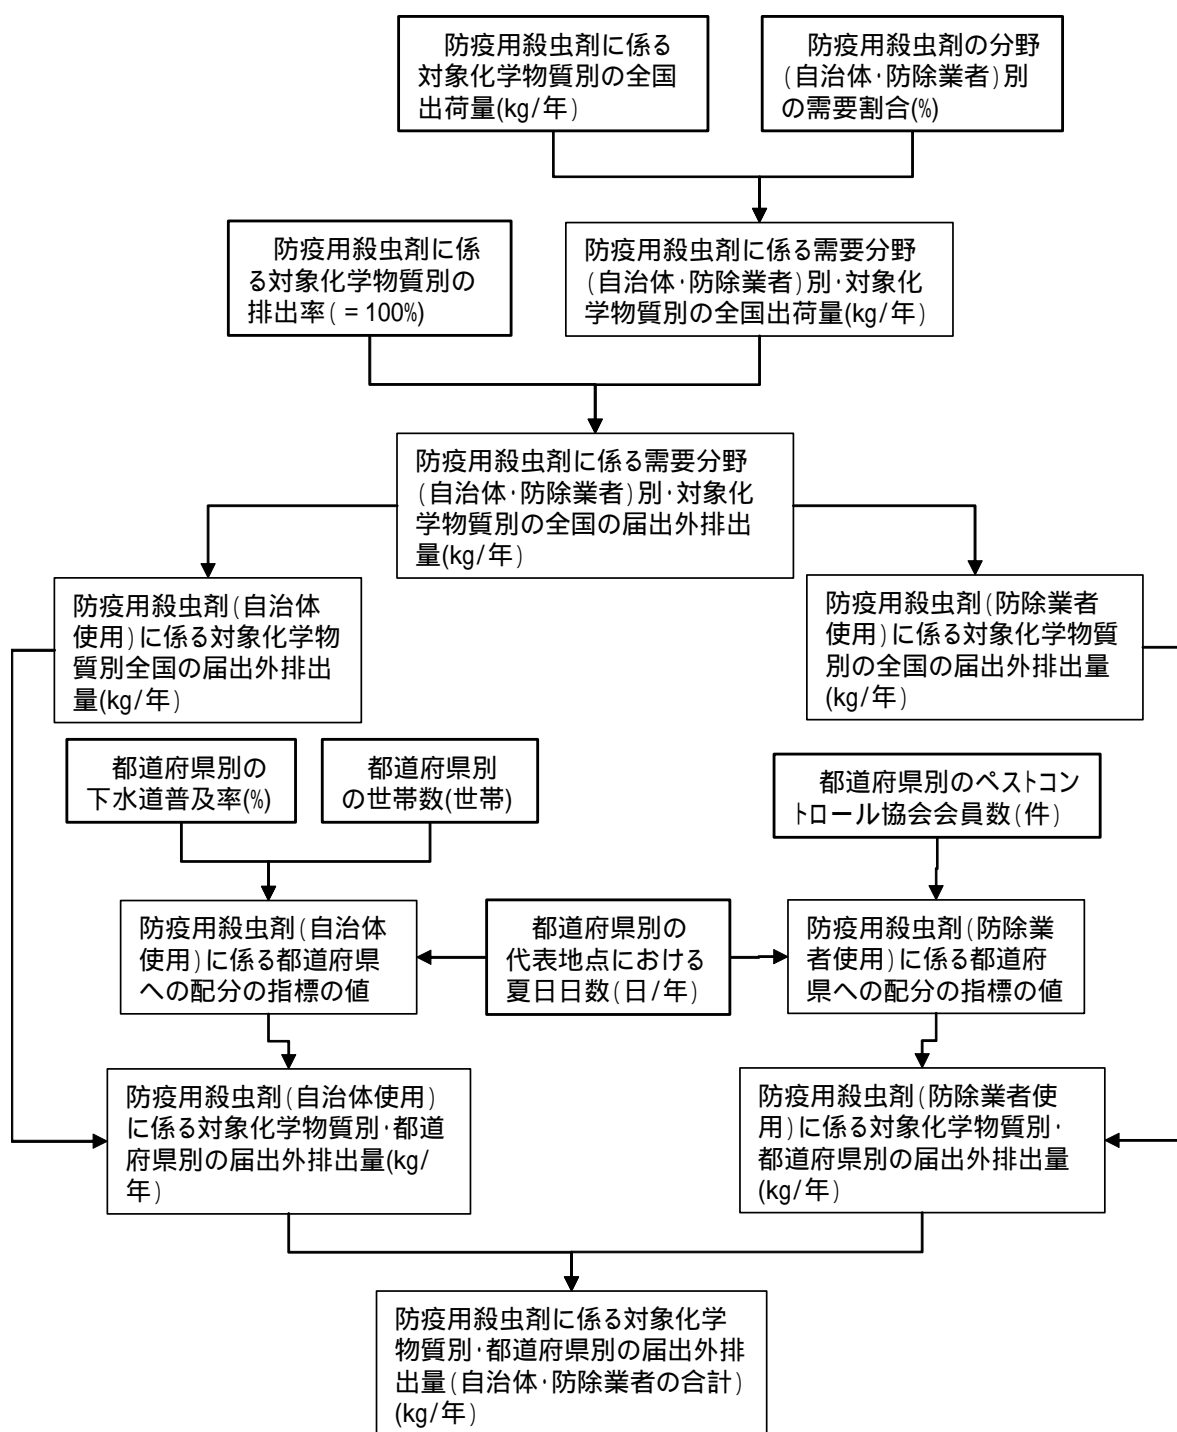 防疫用殺虫剤に係る
対象化学物質別の全国
出荷量(kg/年)
防疫用殺虫剤の分野
(自治体・防除業者)別
の需要割合(%)
防疫用殺虫剤に係
る対象化学物質別の
排出率(=100%)
防疫用殺虫剤に係る需要分野
(自治体・防除業者)別・対象化
学物質別の全国出荷量(kg/年)
防疫用殺虫剤に係る需要分野
(自治体・防除業者)別・対象化
学物質別の全国の届出外排出
量(kg/年)
防疫用殺虫剤(自治体
使用)に係る対象化学物
質別全国の届出外排出
量(kg/年)
防疫用殺虫剤(防除業者
使用)に係る対象化学物質
別の全国の届出外排出量
(kg/年)
都道府県別の
下水道普及率(%)
都道府県別
の世帯数(世帯)
都道府県別のペストコン
トロール協会会員数(件)
防疫用殺虫剤(自治体
使用)に係る都道府県
への配分の指標の値
都道府県別の
代表地点における
夏日日数(日/年)
防疫用殺虫剤(防除業
者使用)に係る都道府
県への配分の指標の値
防疫用殺虫剤(自治体使用)
に係る対象化学物質別・都道
府県別の届出外排出量(kg/
年)
防疫用殺虫剤(防除業者使
用)に係る対象化学物質別・
都道府県別の届出外排出量
(kg/年)
防疫用殺虫剤に係る対象化学
物質別・都道府県別の届出外排
出量(自治体・防除業者の合計)
(kg/年)